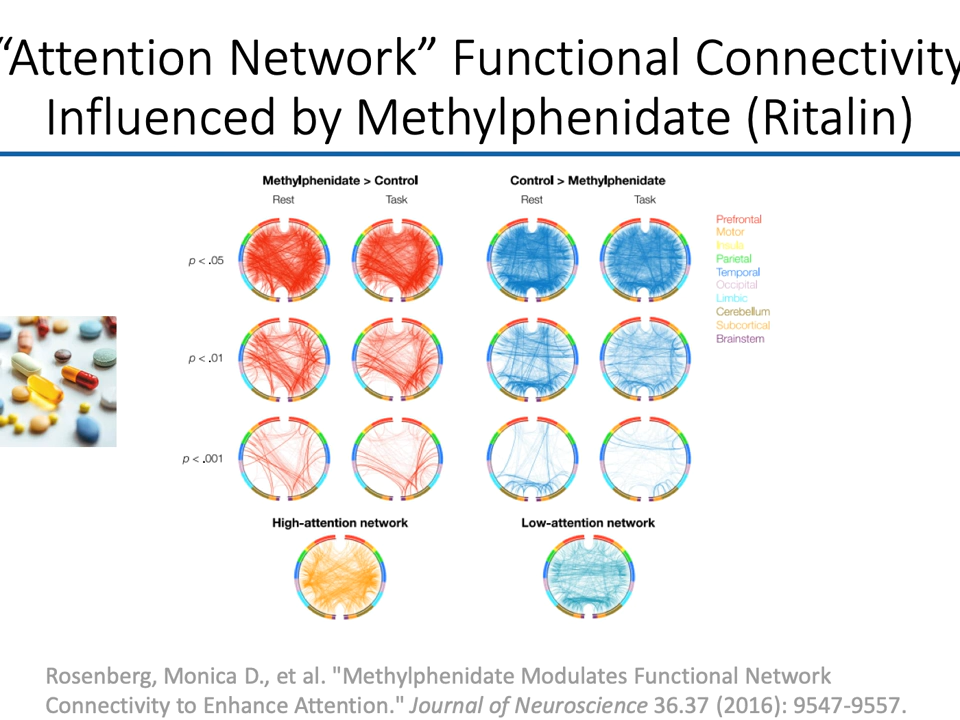 “Attention Network” Functional Connectivity
Influenced by Methylphenidate (Ritalin)
Methylphenidate > Control
Control > Methylphenidate
Rest
Task
Rest
Task
p < .05
p < .01
p < .001
Prefrontal
Motor
Insula
Parietal
Temporal
Occipital
Limbic
Cerebellum
Subcortical
Brainstem
High-attention network
Low-attention network
Rosenberg, Monica D., et al. "Methylphenidate Modulates Functional Network
Connectivity to Enhance Attention." Journal of Neuroscience 36.37 (2016): 9547-9557.